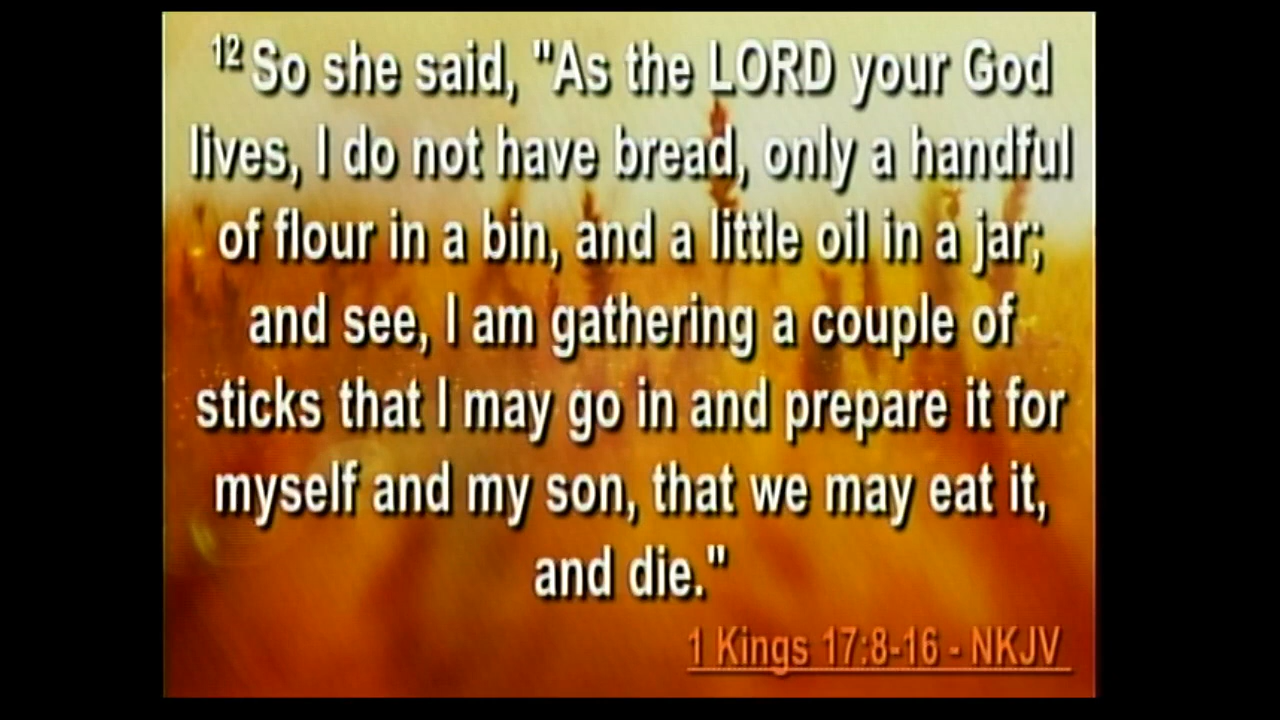 12 So she said, "As the LORD your God
lives, I do not have bread, only a handful
of flour in a bin, and a little oil in a jar;
and see, I am gathering a couple of
sticks that I may go in and prepare it for
myself and my son, that we may eat it,
and die."
1 Kings 17:8-16 - NKJV